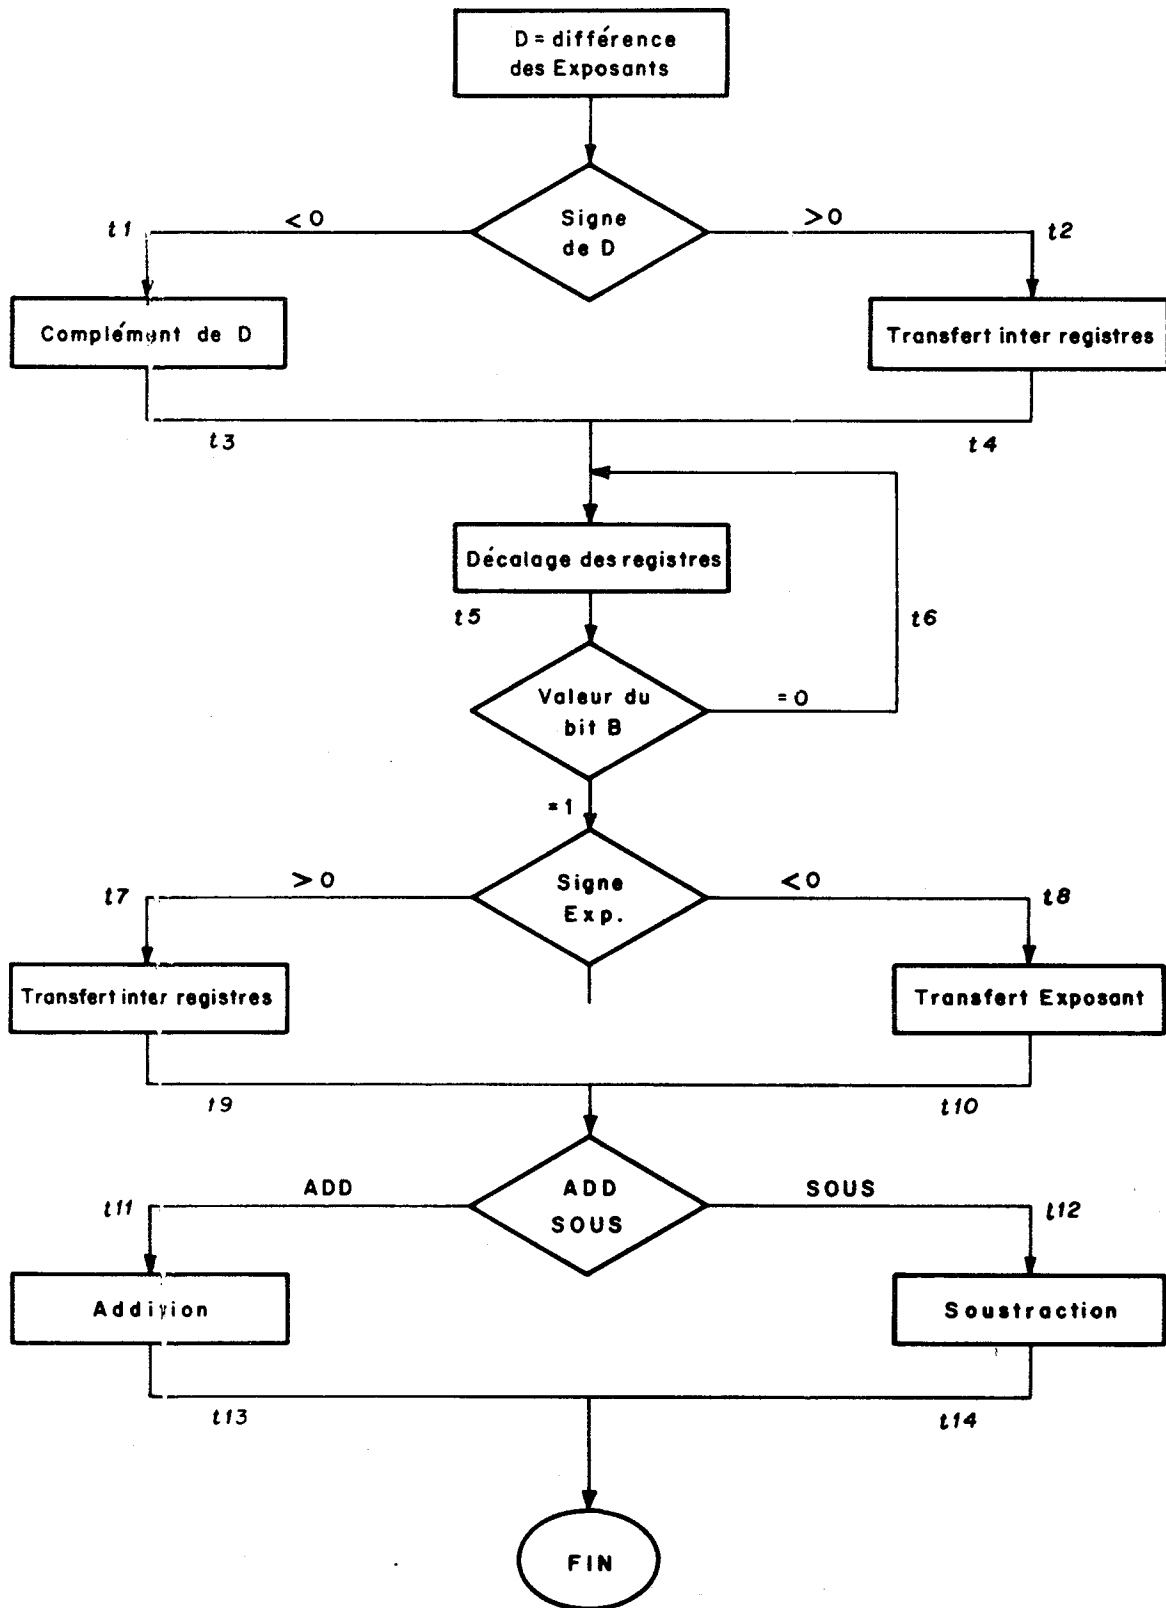 D = différence
des Exposants
< 0
Signe
de D
> 0
t1
t2
Complément de D
Transfert inter registres
t3
t4
Décalage des registres
t5
t6
Valeur du
bit B
= 0
= 1
> 0
Signe
Exp.
< 0
t7
t8
Transfert inter registres
Transfert Exposant
t9
t10
ADD
ADD
SOUS
SOUS
t11
t12
Addition
Soustraction
t13
t14
FIN